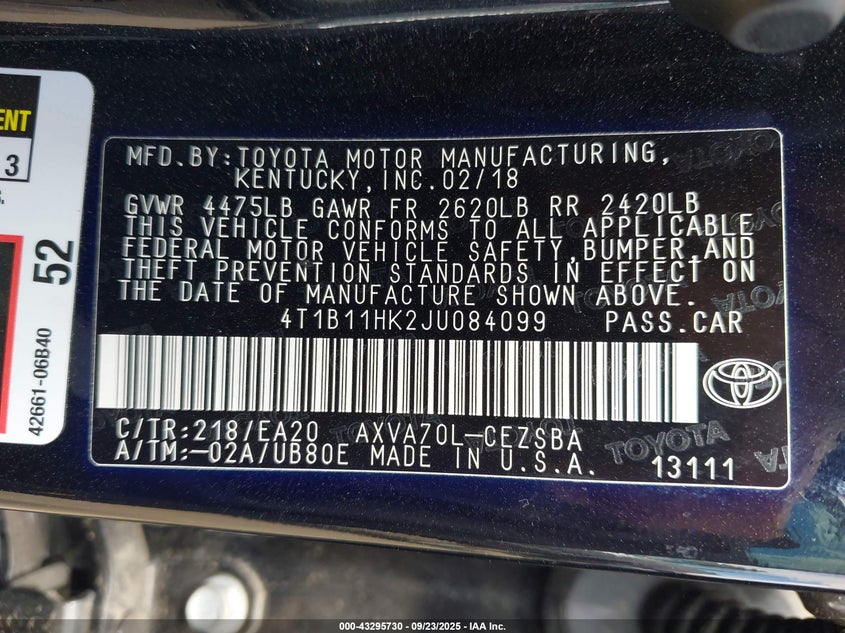 ENT
3
52
42661-06B40
MFD.BY:TOYOTA MOTOR MANUFACTURING,
KENTUCKY,INC.02/18
GVWR 4475LB GAWR FR 2620LB RR 2420LB
THIS VEHICLE CONFORMS TO ALL APPLICABLE
FEDERAL MOTOR VEHICLE SAFETY,BUMPER,AND
THEFT PREVENTION STANDARDS IN EFFECT ON
THE DATE OF MANUFACTURE SHOWN ABOVE.
4T1B11HK2JU084099 PASS.CAR
C/TR:218/EA20 AXVA70L-CEZSBA
A/TM:-02A/UB80E MADE IN U.S.A. 13111
TOYOTA
000-43295730 - 09/23/2025 - IAA Inc.